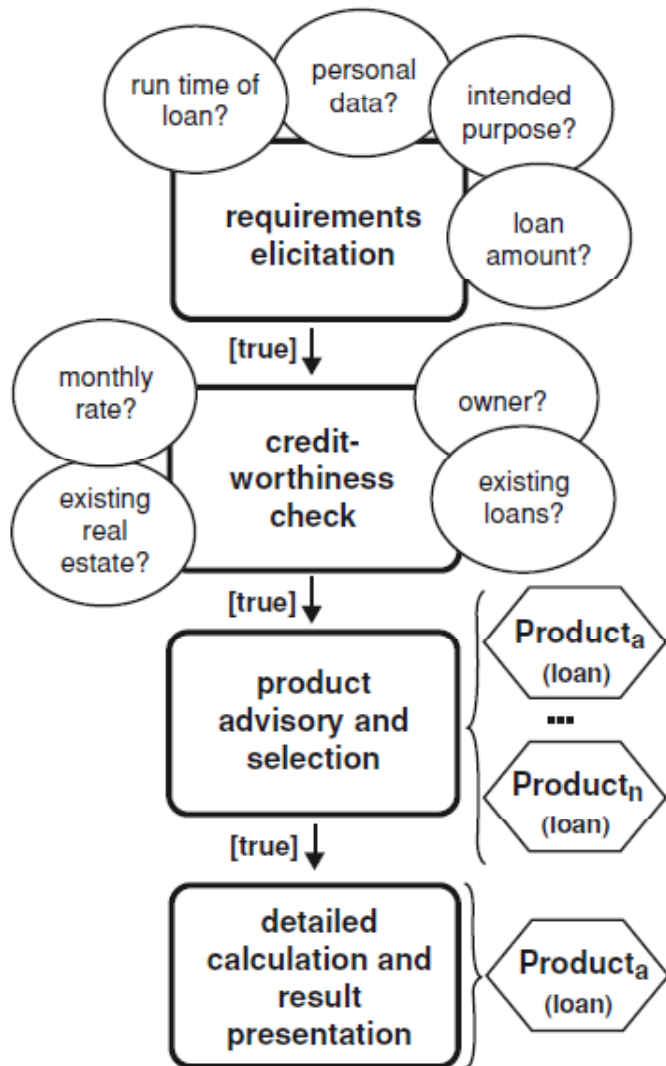 run time of
loan?
personal
data?
intended
purpose?
loan
amount?
requirements
elicitation
[true]
monthly
rate?
existing
real
estate?
credit-
worthiness
check
owner?
existing
loans?
[true]
product
advisory and
selection
Productₐ
(loan)
...
Productₙ
(loan)
[true]
detailed
calculation and
result
presentation
Productₐ
(loan)